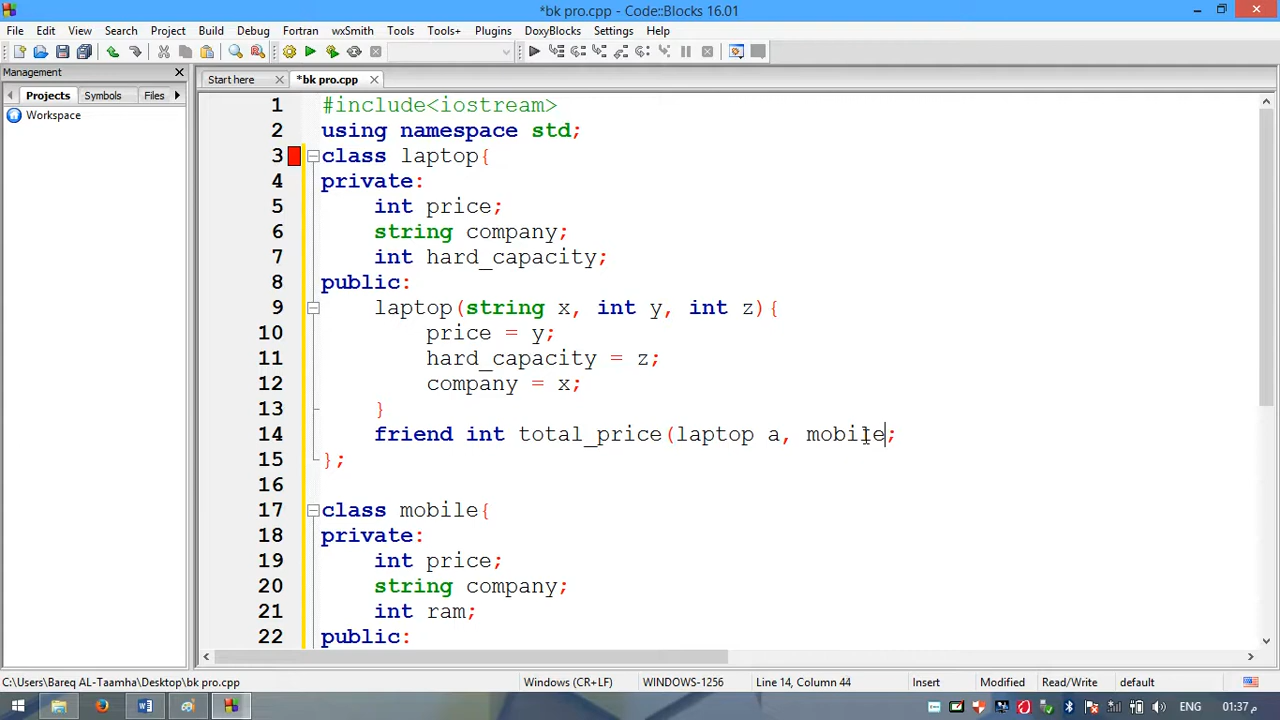 *bk pro.cpp - Code::Blocks 16.01
File Edit View Search Project Build Debug Fortran wxSmith Tools Tools+ Plugins DoxyBlocks Settings Help
Management
Projects Symbols Files
Workspace
Start here *bk pro.cpp
1 #include<iostream>
2 using namespace std;
3 class laptop{
4 private:
5 int price;
6 string company;
7 int hard_capacity;
8 public:
9 laptop(string x, int y, int z){
10 price = y;
11 hard_capacity = z;
12 company = x;
13 }
14 friend int total_price(laptop a, mobile;
15 };
16
17 class mobile{
18 private:
19 int price;
20 string company;
21 int ram;
22 public:
C:\Users\Bareq AL-Taamha\Desktop\bk pro.cpp Windows (CR+LF) WINDOWS-1256 Line 14, Column 44 Insert Modified Read/Write default
ENG 01:37 م